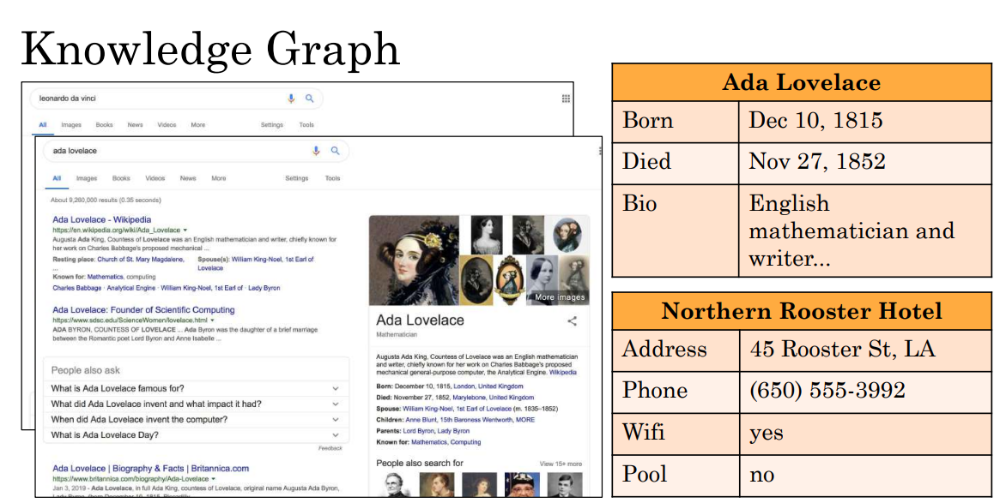 Knowledge Graph
leonardo da vinci
All Images Books News Videos More Settings Tools
ada lovelace
All Images Books Videos News More Settings Tools
About 9,260,000 results (0.35 seconds)
Ada Lovelace - Wikipedia
https://en.wikipedia.org/wiki/Ada_Lovelace
Augusta Ada King, Countess of Lovelace was an English mathematician and writer, chiefly known for
her work on Charles Babbage's proposed mechanical ...
Resting place: Church of St. Mary Magdalene,
...
Spouse(s): William King-Noel, 1st Earl of
Lovelace
Known for: Mathematics, computing
Charles Babbage · Analytical Engine · William King-Noel, 1st Earl of · Lady Byron
Ada Lovelace: Founder of Scientific Computing
https://www.sdsc.edu/ScienceWomen/lovelace.html
ADA BYRON, COUNTESS OF LOVELACE ... Ada Byron was the daughter of a brief marriage
between the Romantic poet Lord Byron and Anne Isabelle ...
People also ask
What is Ada Lovelace famous for?
What did Ada Lovelace invent and what impact it had?
When did Ada Lovelace invent the computer?
What is Ada Lovelace Day?
Feedback
Ada Lovelace | Biography & Facts | Britannica.com
https://www.britannica.com/biography/Ada-Lovelace
Jan 3, 2019 - Ada Lovelace, in full Ada King, countess of Lovelace, original name Augusta Ada Byron,
More images
Ada Lovelace
Mathematician
Augusta Ada King, Countess of Lovelace was an English mathematician
and writer, chiefly known for her work on Charles Babbage's proposed
mechanical general-purpose computer, the Analytical Engine. Wikipedia
Born: December 10, 1815, London, United Kingdom
Died: November 27, 1852, Marylebone, United Kingdom
Spouse: William King-Noel, 1st Earl of Lovelace (m. 1835–1852)
Children: Anne Blunt, 15th Baroness Wentworth, MORE
Parents: Lord Byron, Lady Byron
Known for: Mathematics, Computing
People also search for
View 15+ more
Ada Lovelace
Born Dec 10, 1815
Died Nov 27, 1852
Bio English
mathematician and
writer...
Northern Rooster Hotel
Address 45 Rooster St, LA
Phone (650) 555-3992
Wifi yes
Pool no